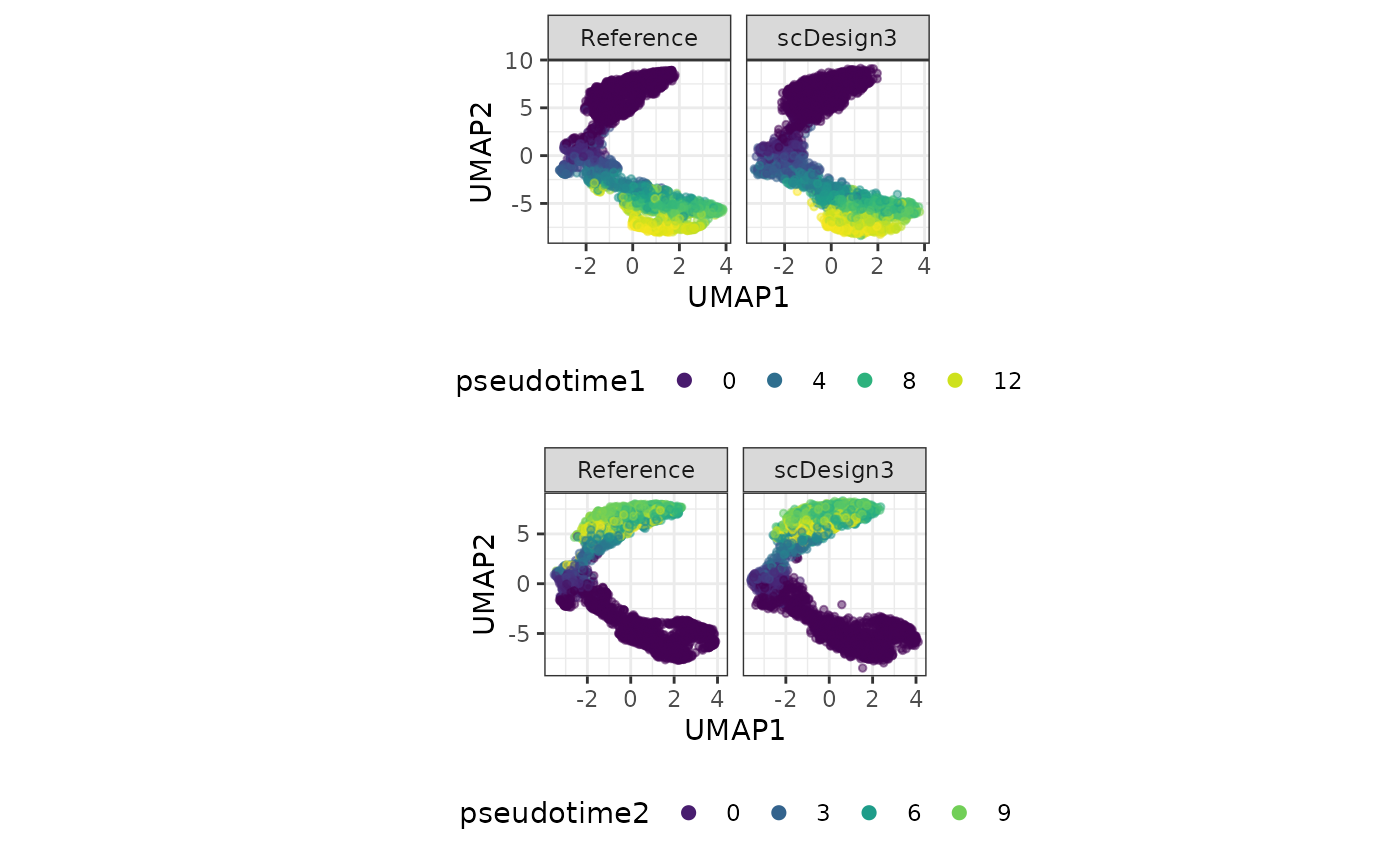 Reference scDesign3
10
5
0
-5
UMAP2
-2 0 2 4 -2 0 2 4
UMAP1
pseudotime1 0 4 8 12
Reference scDesign3
5
0
-5
UMAP2
-2 0 2 4 -2 0 2 4
UMAP1
pseudotime2 0 3 6 9